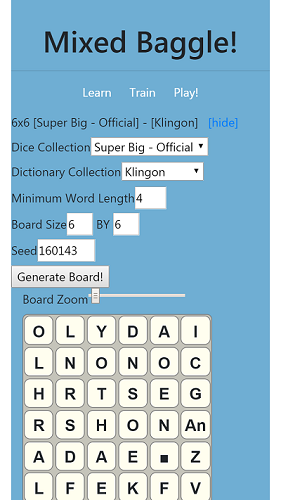 Mixed Baggle!
Learn Train Play!
6x6 [Super Big - Official] - [Klingon] [hide]
Dice Collection Super Big - Official
Dictionary Collection Klingon
Minimum Word Length 4
Board Size 6 BY 6
Seed 160143
Generate Board!
Board Zoom
O L Y D A I
L N O N O C
H R T S E G
R S H O N An
A D A E ■ Z
L F E K F V